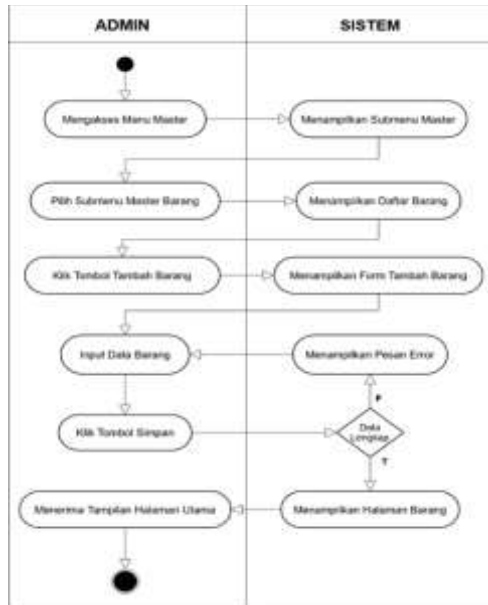 ADMIN
SISTEM
Mengakses Menu Master
Menampilkan Submenu Master
Pilih Submenu Master Barang
Menampilkan Daftar Barang
Klik Tombol Tambah Barang
Menampilkan Form Tambah Barang
Input Data Barang
Menampilkan Pesan Error
F
Klik Tombol Simpan
Data
Lengkap
T
Menerima Tampilan Halaman Utama
Menampilkan Halaman Barang